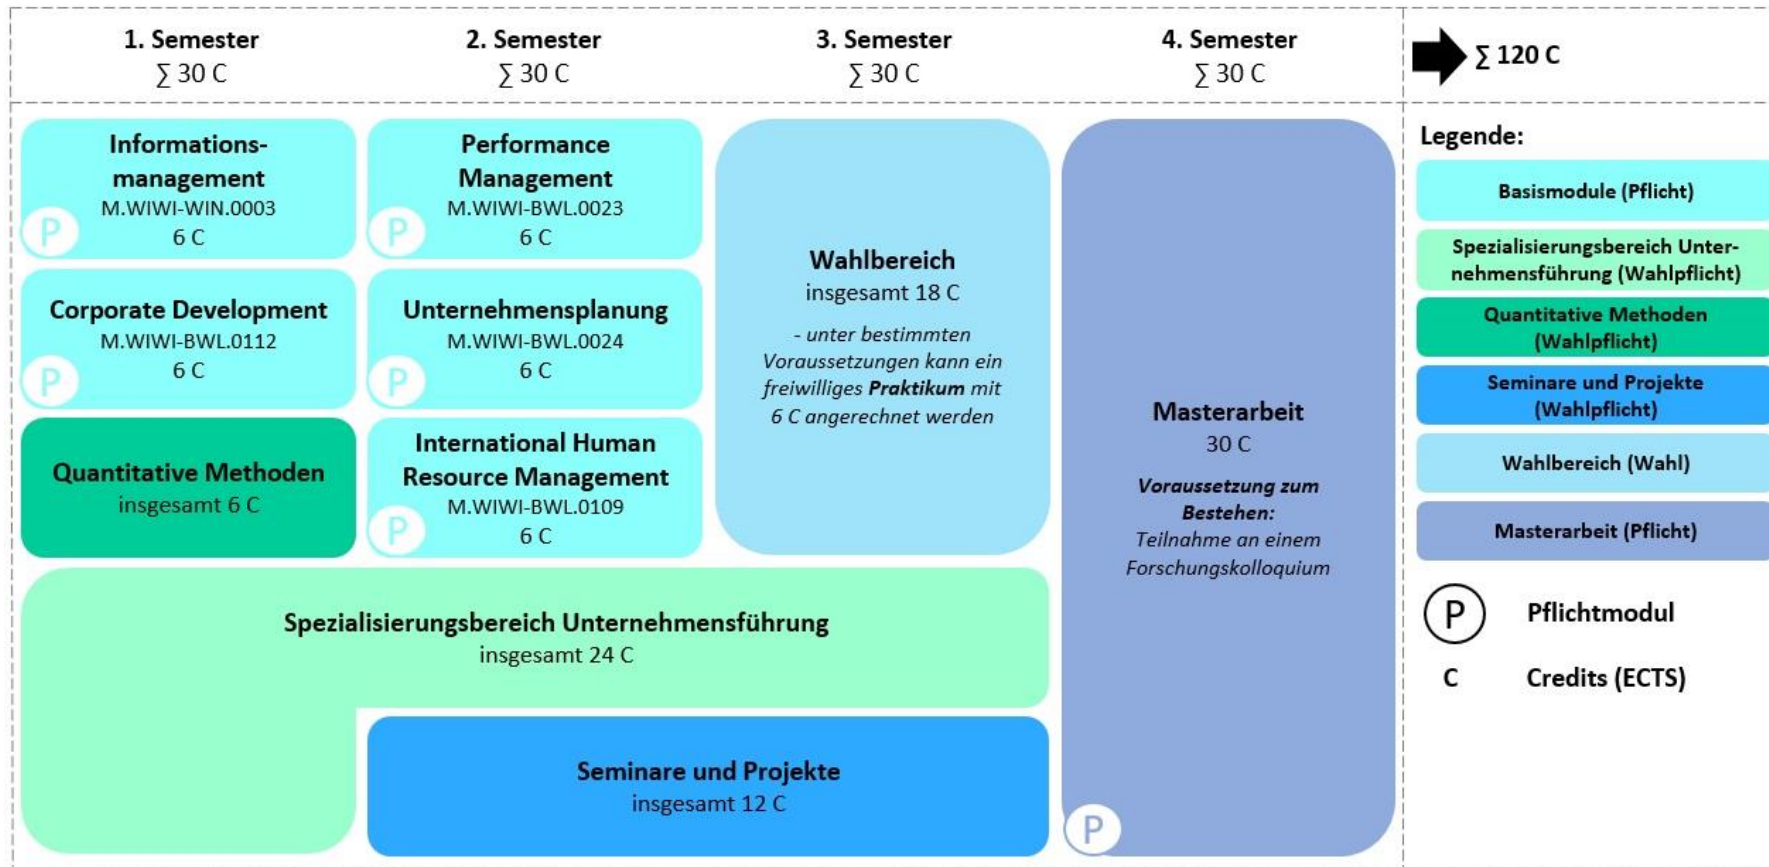 1. Semester
∑ 30 C
2. Semester
∑ 30 C
3. Semester
∑ 30 C
4. Semester
∑ 30 C
∑ 120 C
Informations-
management
M.WIWI-WIN.0003
6 C
P
Corporate Development
M.WIWI-BWL.0112
6 C
P
Quantitative Methoden
insgesamt 6 C
Performance
Management
M.WIWI-BWL.0023
6 C
P
Unternehmensplanung
M.WIWI-BWL.0024
6 C
P
International Human
Resource Management
M.WIWI-BWL.0109
6 C
P
Wahlbereich
insgesamt 18 C
- unter bestimmten
Voraussetzungen kann ein
freiwilliges Praktikum mit
6 C angerechnet werden
Spezialisierungsbereich Unternehmensführung
insgesamt 24 C
Seminare und Projekte
insgesamt 12 C
Masterarbeit
30 C
Voraussetzung zum
Bestehen:
Teilnahme an einem
Forschungskolloquium
P
Legende:
Basismodule (Pflicht)
Spezialisierungsbereich Unter-
nehmensführung (Wahlpflicht)
Quantitative Methoden
(Wahlpflicht)
Seminare und Projekte
(Wahlpflicht)
Wahlbereich (Wahl)
Masterarbeit (Pflicht)
P Pflichtmodul
C Credits (ECTS)